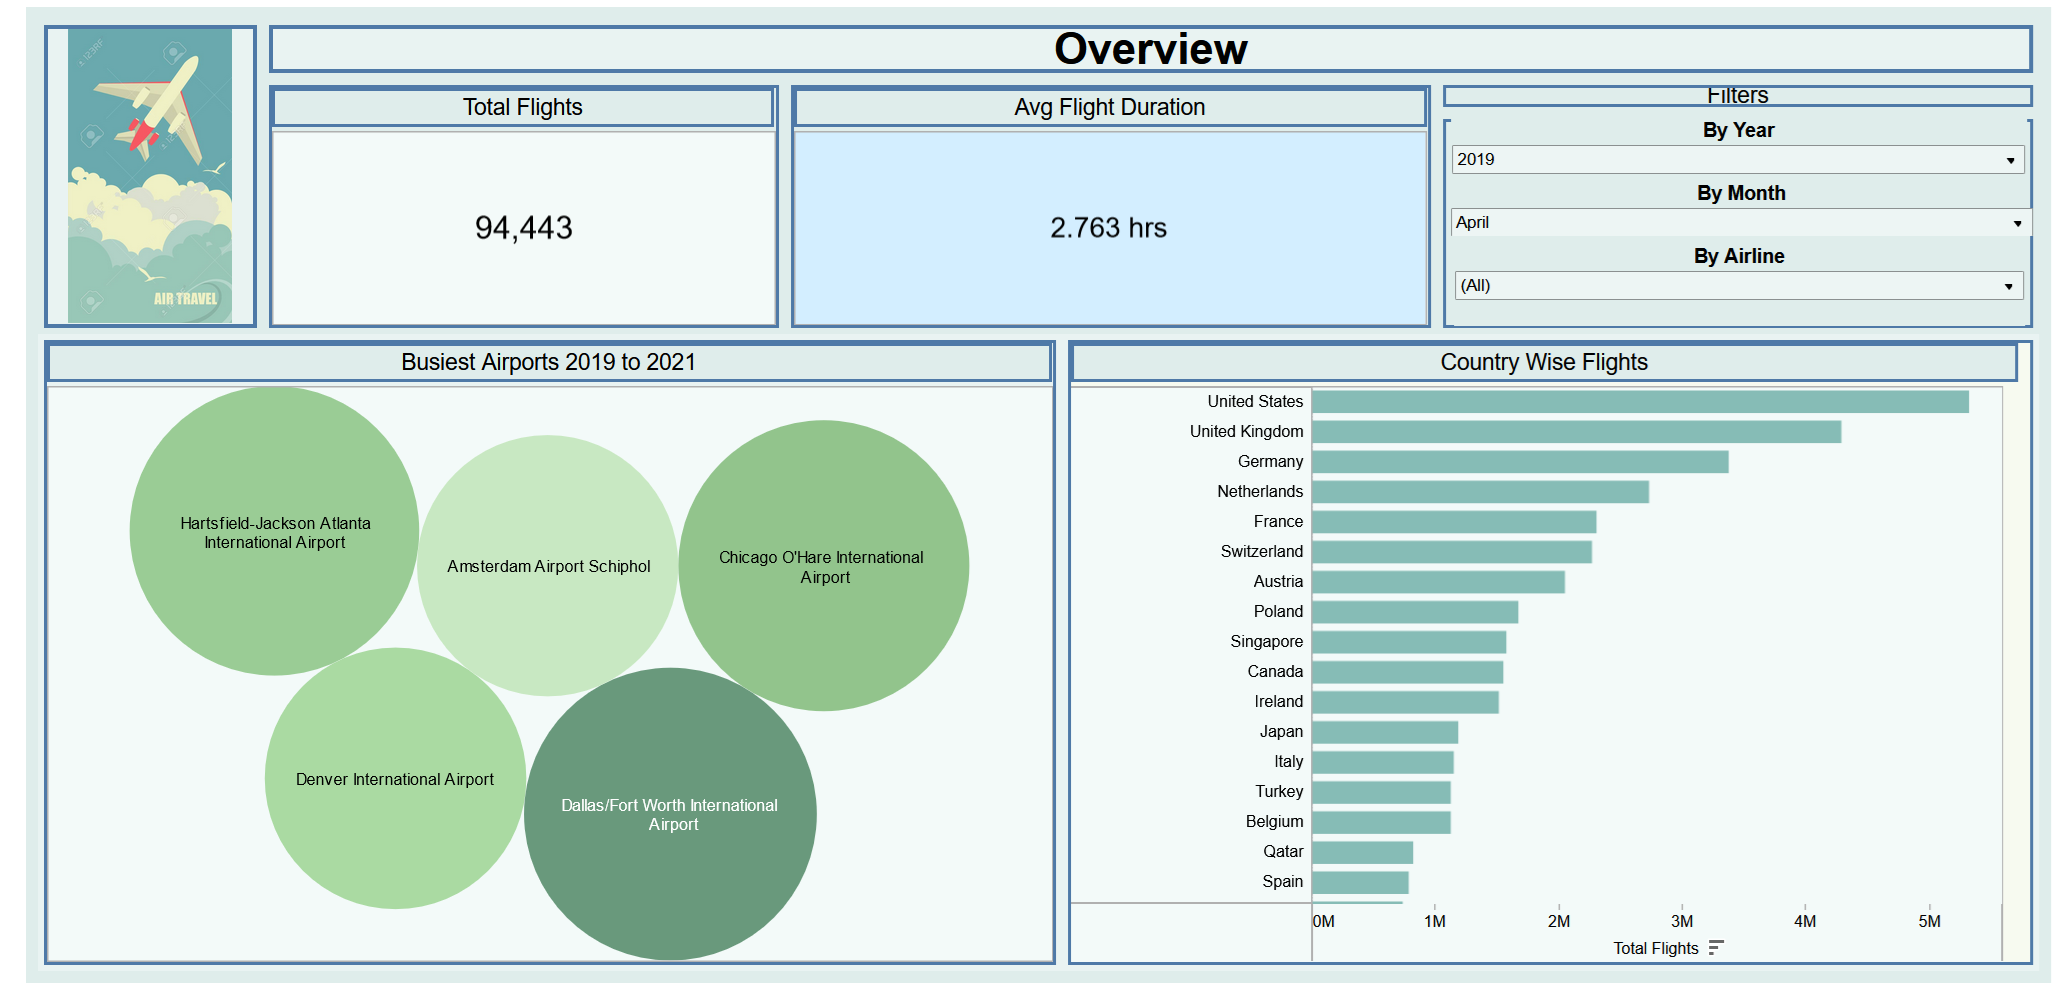 Overview
123RF
AIR TRAVEL
Total Flights
94,443
Avg Flight Duration
2.763 hrs
Filters
By Year
2019
By Month
April
By Airline
(All)
Busiest Airports 2019 to 2021
Hartsfield-Jackson Atlanta
International Airport
Amsterdam Airport Schiphol
Chicago O'Hare International
Airport
Denver International Airport
Dallas/Fort Worth International
Airport
Country Wise Flights
United States
United Kingdom
Germany
Netherlands
France
Switzerland
Austria
Poland
Singapore
Canada
Ireland
Japan
Italy
Turkey
Belgium
Qatar
Spain
0M 1M 2M 3M 4M 5M
Total Flights